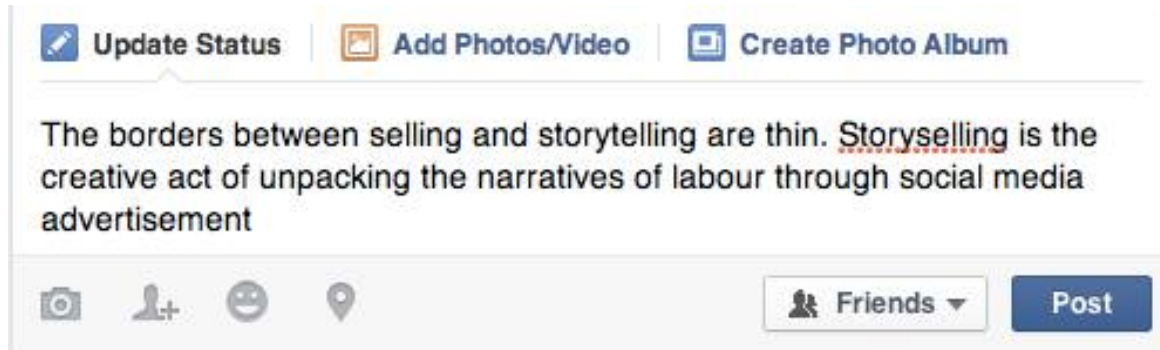 Update Status Add Photos/Video Create Photo Album
The borders between selling and storytelling are thin. Storyselling is the
creative act of unpacking the narratives of labour through social media
advertisement
Friends Post